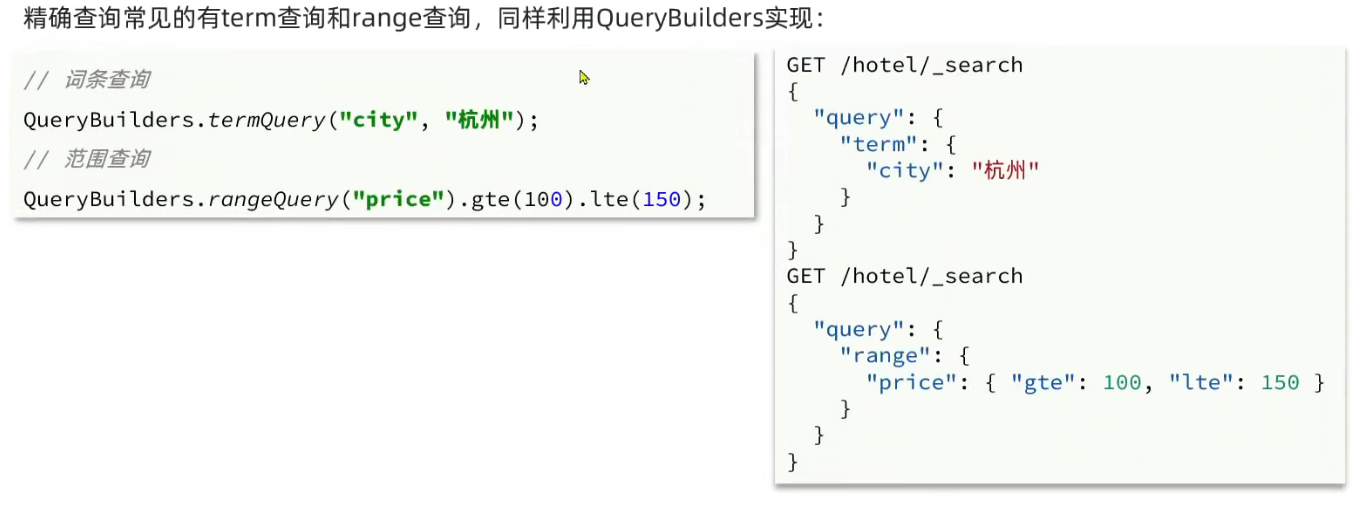 精确查询常见的有term查询和range查询，同样利用QueryBuilders实现：
// 词条查询
QueryBuilders.termQuery("city", "杭州");
// 范围查询
QueryBuilders.rangeQuery("price").gte(100).lte(150);
GET /hotel/_search
{
  "query": {
    "term": {
      "city": "杭州"
    }
  }
}
GET /hotel/_search
{
  "query": {
    "range": {
      "price": { "gte": 100, "lte": 150 }
    }
  }
}